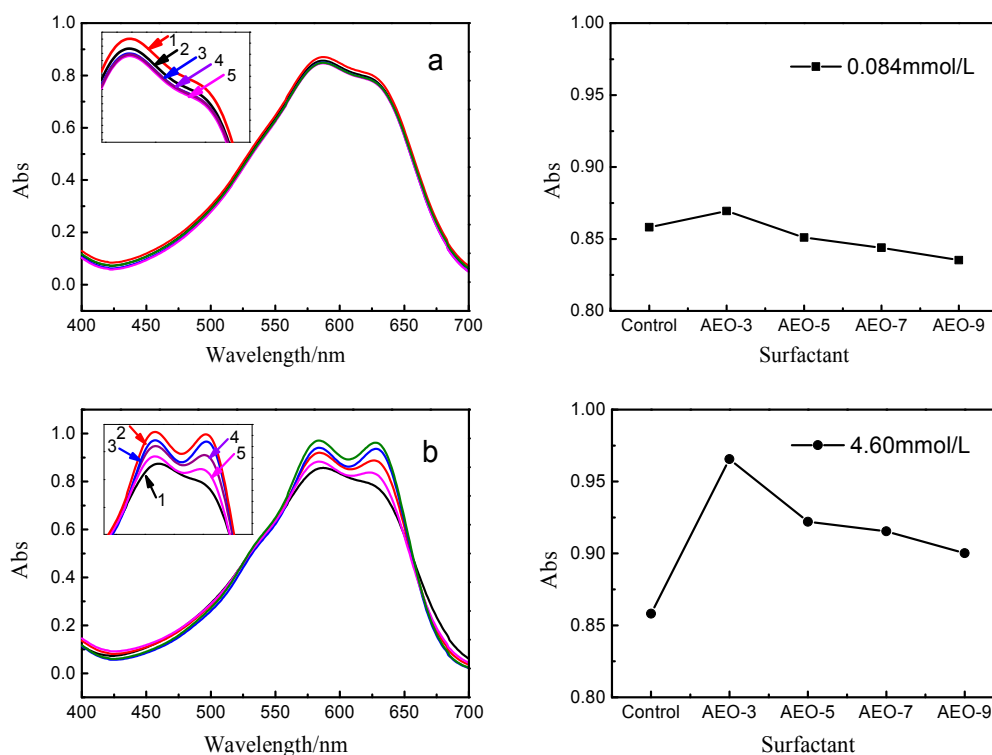 1.0
0.8
0.6
0.4
0.2
0.0
Abs
400 450 500 550 600 650 700
Wavelength/nm
a
1
2
3
4
5
1.00
0.95
0.90
0.85
0.80
Abs
0.084mmol/L
Control AEO-3 AEO-5 AEO-7 AEO-9
Surfactant
1.0
0.8
0.6
0.4
0.2
0.0
Abs
400 450 500 550 600 650 700
Wavelength/nm
b
2
3
4
5
1
1.00
0.95
0.90
0.85
0.80
Abs
4.60mmol/L
Control AEO-3 AEO-5 AEO-7 AEO-9
Surfactant